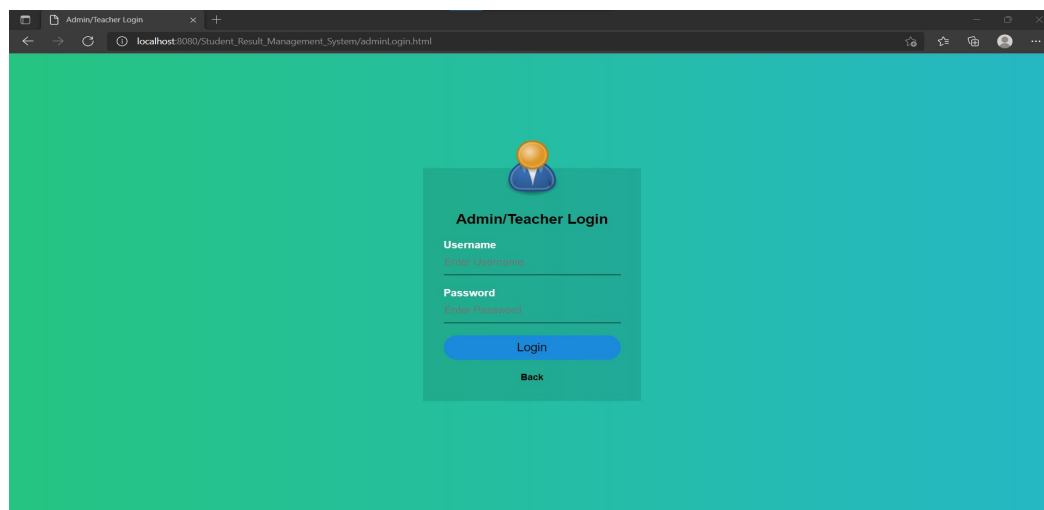 Admin/Teacher Login
localhost:8080/Student_Result_Management_System/adminLogin.html
Admin/Teacher Login
Username
Enter Username
Password
Enter Password
Login
Back